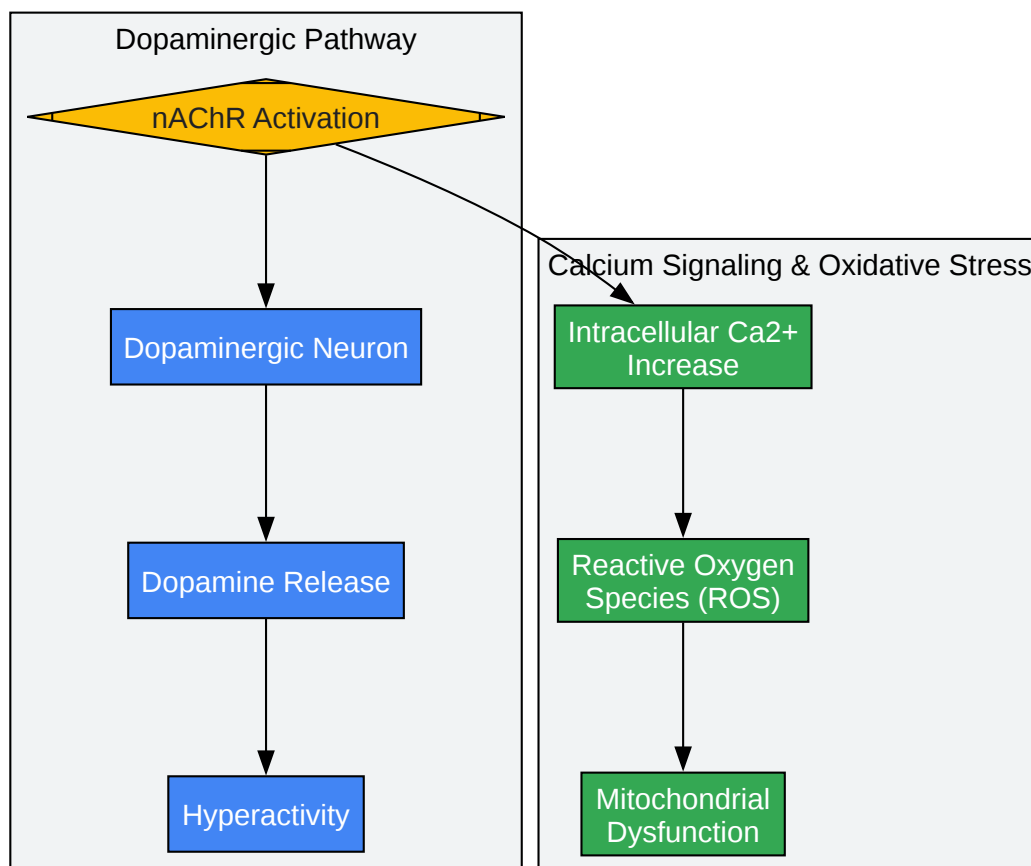 Dopaminergic Pathway
nAChR Activation
Dopaminergic Neuron
Dopamine Release
Hyperactivity
Calcium Signaling & Oxidative Stress
Intracellular Ca2+
Increase
Reactive Oxygen
Species (ROS)
Mitochondrial
Dysfunction